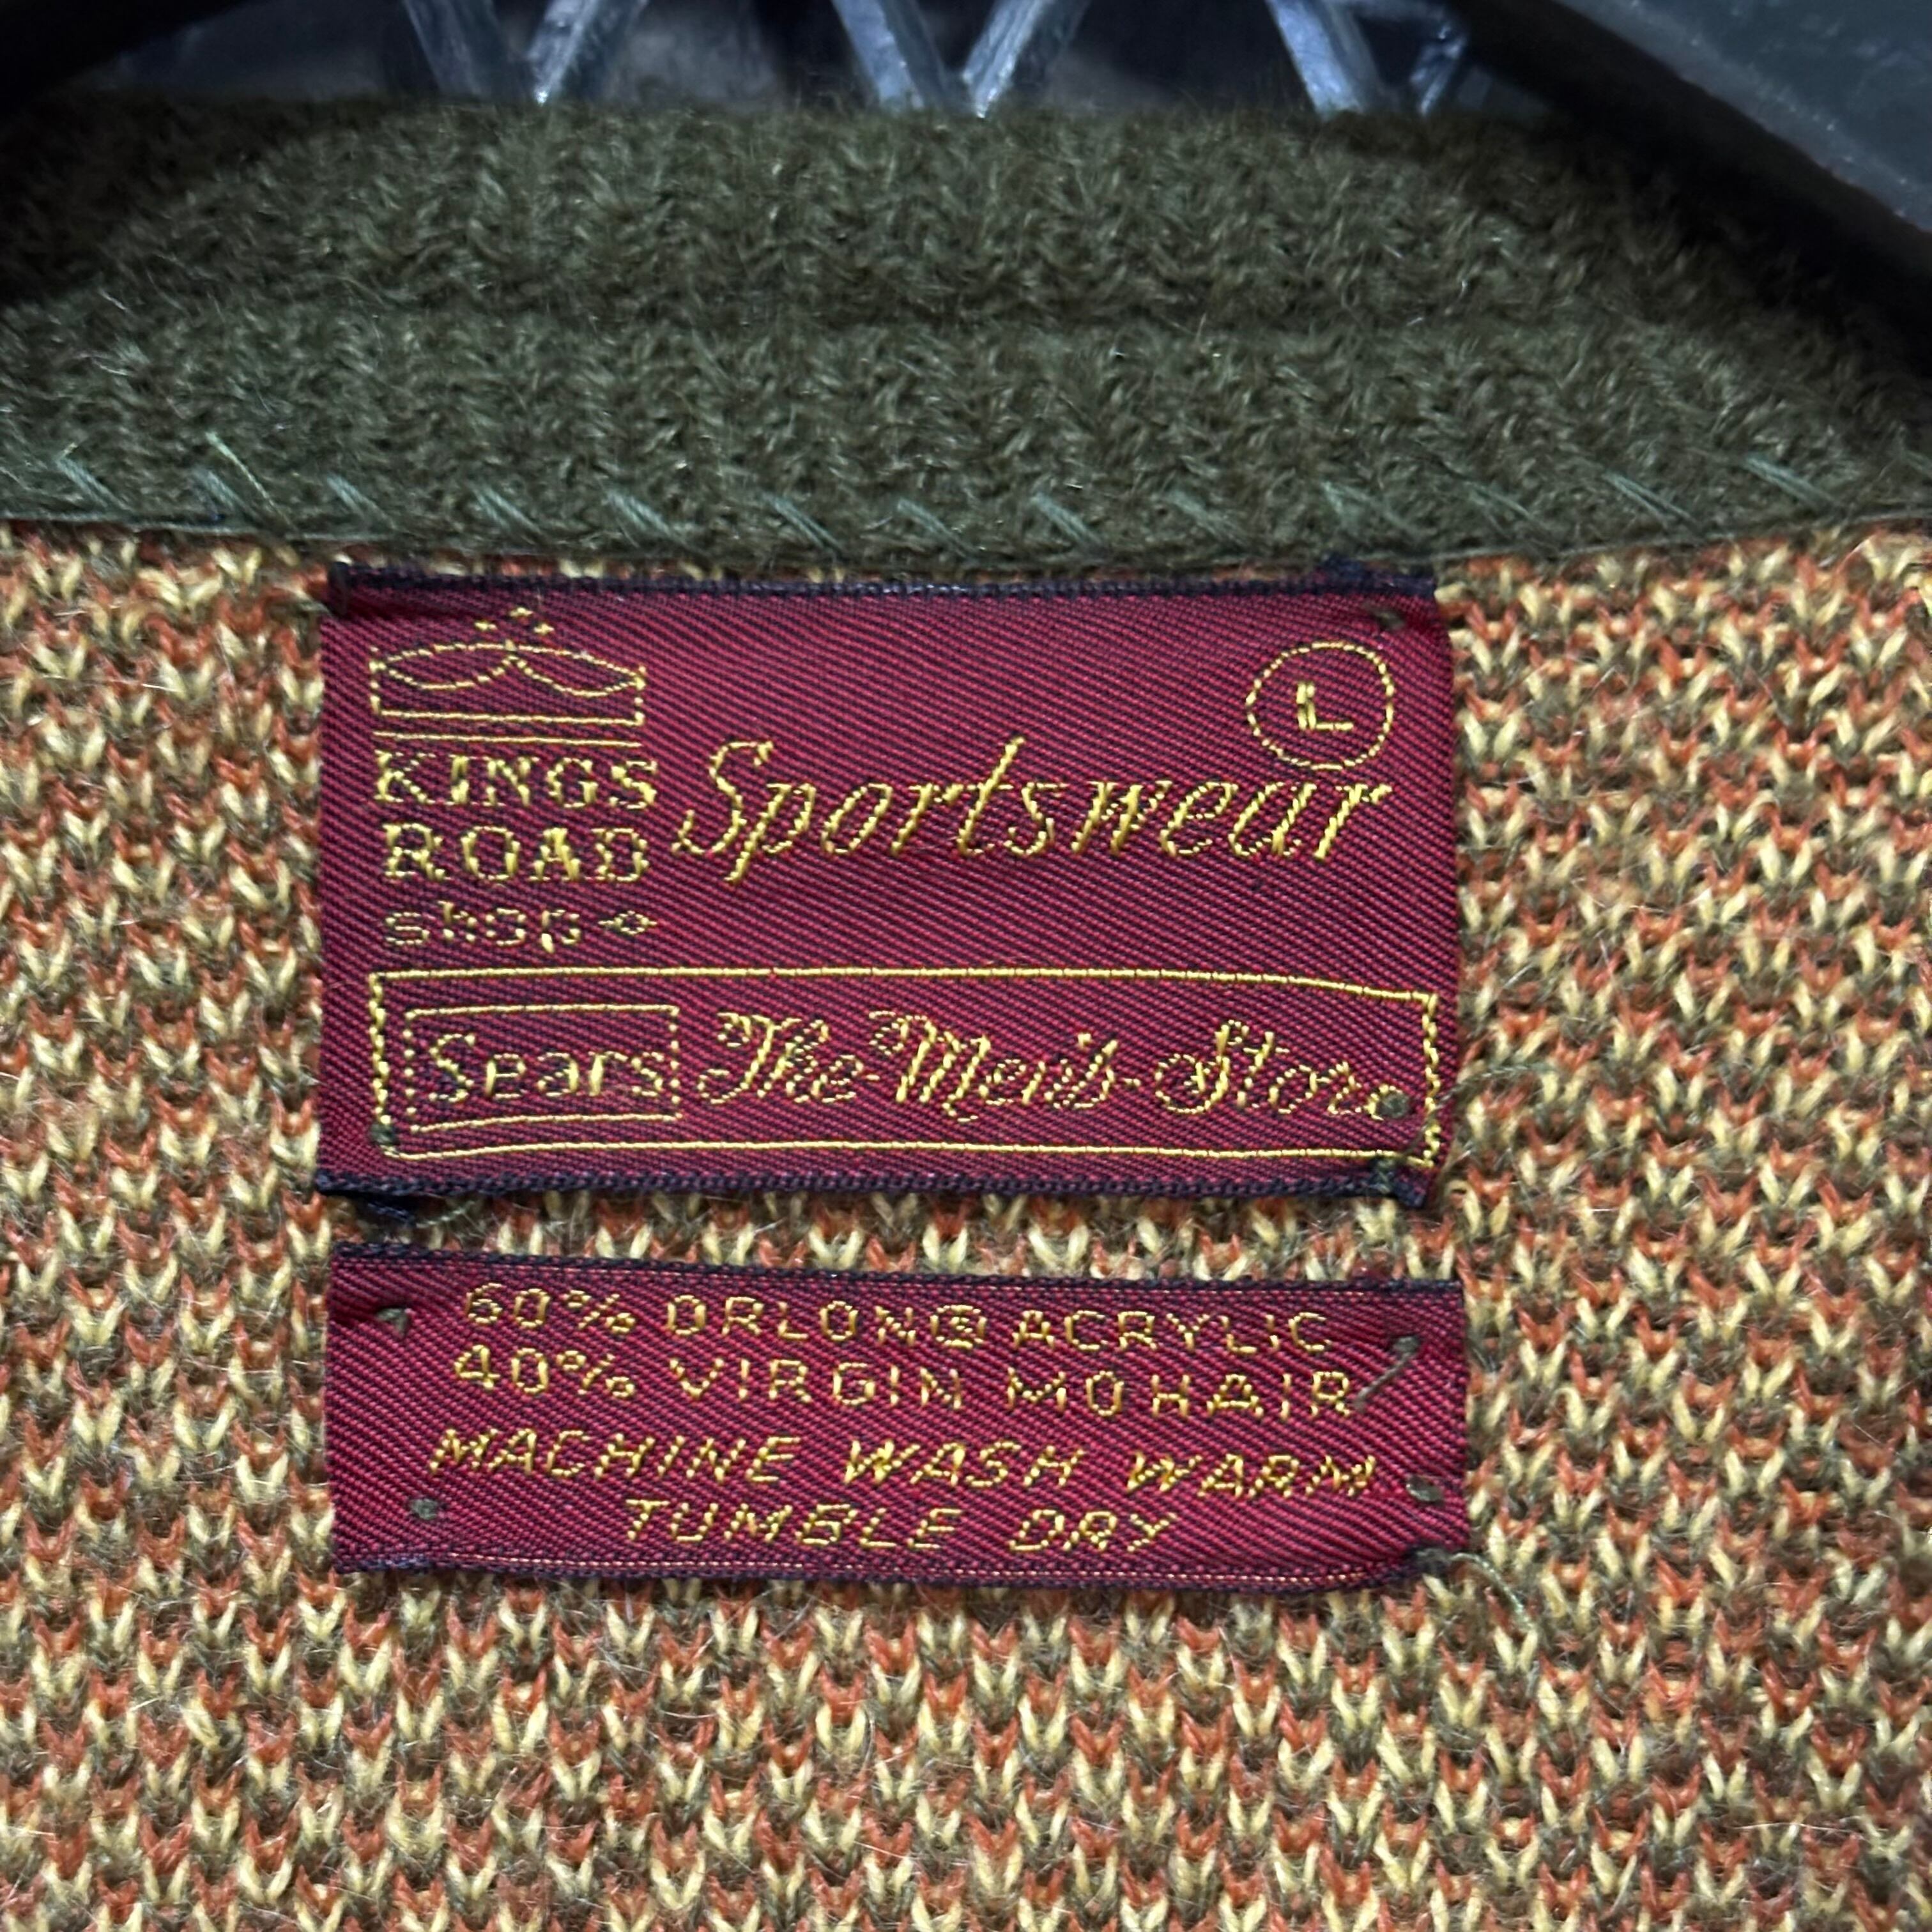 L
KINGS
ROAD
Sportswear
shop
Sears The Men's Store
60% ORLON® ACRYLIC
40% VIRGIN MOHAIR
MACHINE WASH WARM
TUMBLE DRY